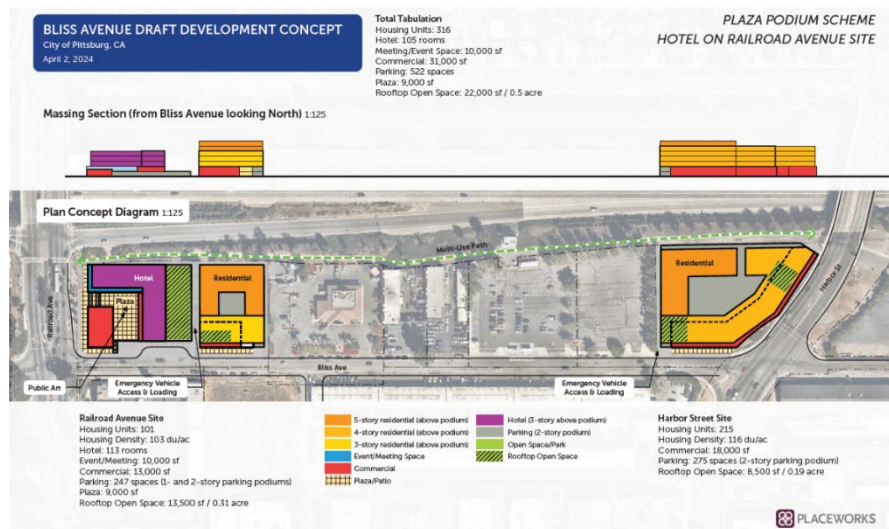 BLISS AVENUE DRAFT DEVELOPMENT CONCEPT
City of Pittsburg, CA
April 2, 2024
Total Tabulation
Housing Units: 316
Hotel: 105 rooms
Meeting/Event Space: 10,000 sf
Commercial: 31,000 sf
Parking: 522 spaces
Plaza: 9,000 sf
Rooftop Open Space: 22,000 sf / 0.5 acre
PLAZA PODIUM SCHEME
HOTEL ON RAILROAD AVENUE SITE
Massing Section (from Bliss Avenue looking North) 1:125
Plan Concept Diagram 1:125
Multi-Use Path
Hotel
Residential
Residential
Plaza
Railroad Ave
Harbor St
Bliss Ave
Public Art
Emergency Vehicle
Access & Loading
Emergency Vehicle
Access & Loading
Railroad Avenue Site
Housing Units: 101
Housing Density: 103 du/ac
Hotel: 113 rooms
Event/Meeting: 10,000 sf
Commercial: 13,000 sf
Parking: 247 spaces (1- and 2-story parking podiums)
Plaza: 9,000 sf
Rooftop Open Space: 13,500 sf / 0.31 acre
5-story residential (above podium)
4-story residential (above podium)
3-story residential (above podium)
Event/Meeting Space
Commercial
Plaza/Patio
Hotel (3-story above podium)
Parking (2-story podium)
Open Space/Park
Rooftop Open Space
Harbor Street Site
Housing Units: 215
Housing Density: 116 du/ac
Commercial: 18,000 sf
Parking: 275 spaces (2-story parking podium)
Rooftop Open Space: 8,500 sf / 0.19 acre
PLACEWORKS